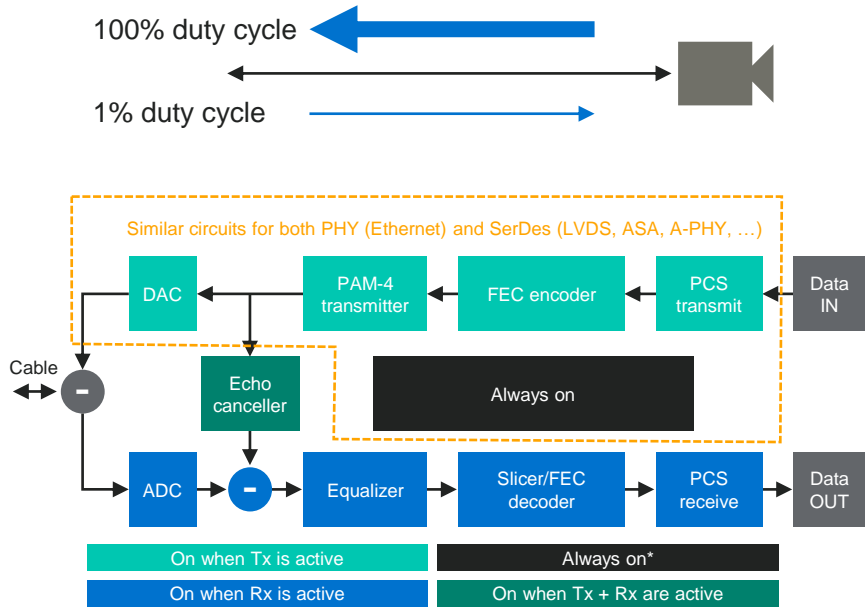 100% duty cycle
1% duty cycle
Similar circuits for both PHY (Ethernet) and SerDes (LVDS, ASA, A-PHY, …)
DAC
PAM-4
transmitter
FEC encoder
PCS
transmit
Data
IN
Cable
-
Echo
canceller
Always on
ADC
-
Equalizer
Slicer/FEC
decoder
PCS
receive
Data
OUT
On when Tx is active
Always on*
On when Rx is active
On when Tx + Rx are active